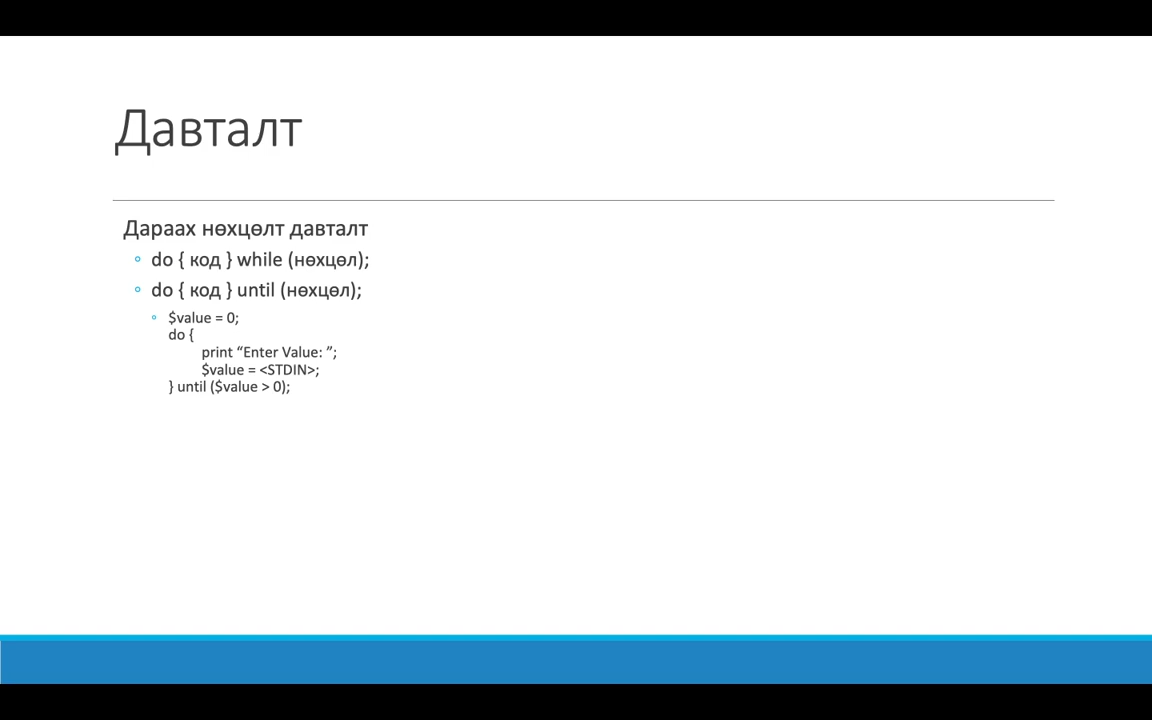 Давталт
Дараах нөхцөлт давталт
do { код } while (нөхцөл);
do { код } until (нөхцөл);
$value = 0;
do {
print “Enter Value: ”;
$value = <STDIN>;
} until ($value > 0);